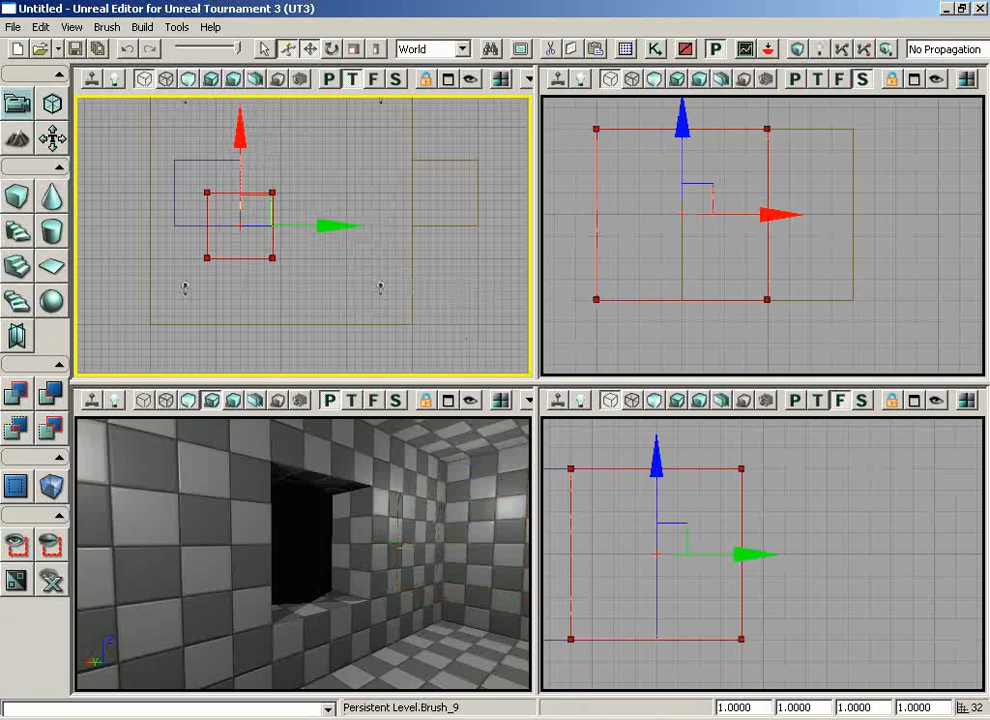 Untitled - Unreal Editor for Unreal Tournament 3 (UT3)
File Edit View Brush Build Tools Help
World
No Propagation
P T F S
P T F S
P T F S
P T F S
Persistent Level.Brush_9
1.0000 1.0000 1.0000 1.0000 32